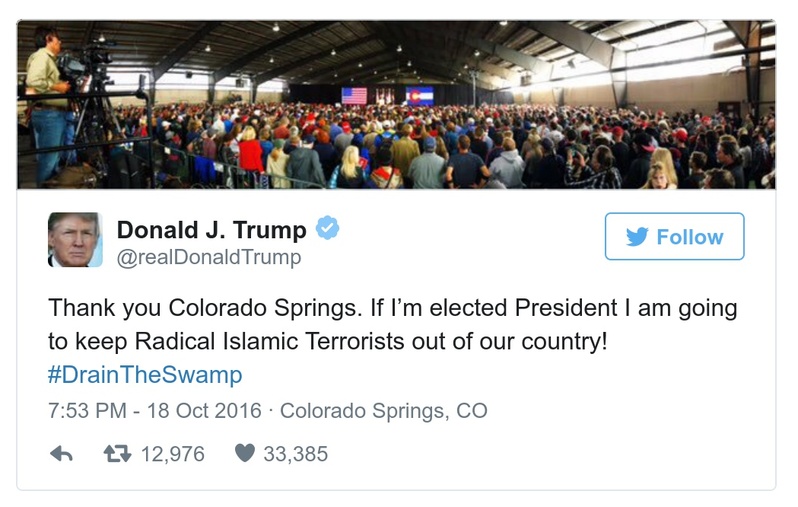 Donald J. Trump
@realDonaldTrump
Follow
Thank you Colorado Springs. If I’m elected President I am going
to keep Radical Islamic Terrorists out of our country!
#DrainTheSwamp
7:53 PM - 18 Oct 2016 · Colorado Springs, CO
12,976 33,385